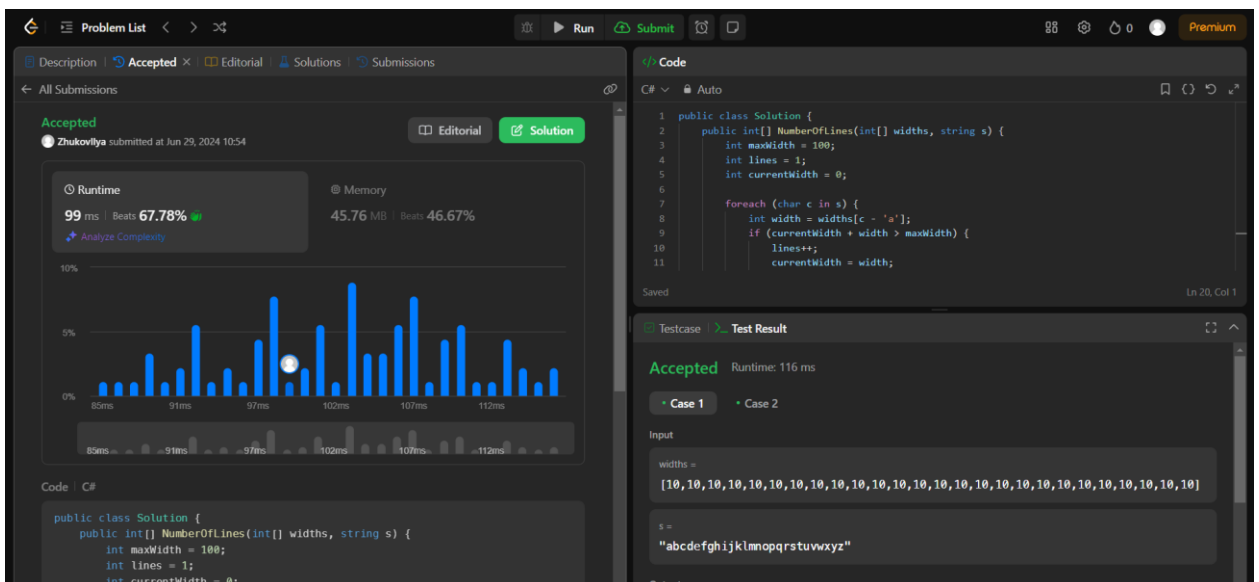 Problem List
Run
Submit
0
Premium
Description
Accepted
Editorial
Solutions
Submissions
All Submissions
Accepted
ZhukovIlya submitted at Jun 29, 2024 10:54
Editorial
Solution
Runtime
99 ms | Beats 67.78%
Analyze Complexity
Memory
45.76 MB | Beats 46.67%
10%
5%
0%
85ms 91ms 97ms 102ms 107ms 112ms
85ms 91ms 97ms 102ms 107ms 112ms
Code | C#
public class Solution {
public int[] NumberOfLines(int[] widths, string s) {
int maxWidth = 100;
int lines = 1;
int currentWidth = 0;
</> Code
C#
Auto
1 public class Solution {
2 public int[] NumberOfLines(int[] widths, string s) {
3 int maxWidth = 100;
4 int lines = 1;
5 int currentWidth = 0;
6
7 foreach (char c in s) {
8 int width = widths[c - 'a'];
9 if (currentWidth + width > maxWidth) {
10 lines++;
11 currentWidth = width;
Saved
Ln 20, Col 1
Testcase
Test Result
Accepted Runtime: 116 ms
• Case 1
• Case 2
Input
widths =
[10,10,10,10,10,10,10,10,10,10,10,10,10,10,10,10,10,10,10,10,10,10,10,10,10,10]
s =
"abcdefghijklmnopqrstuvwxyz"